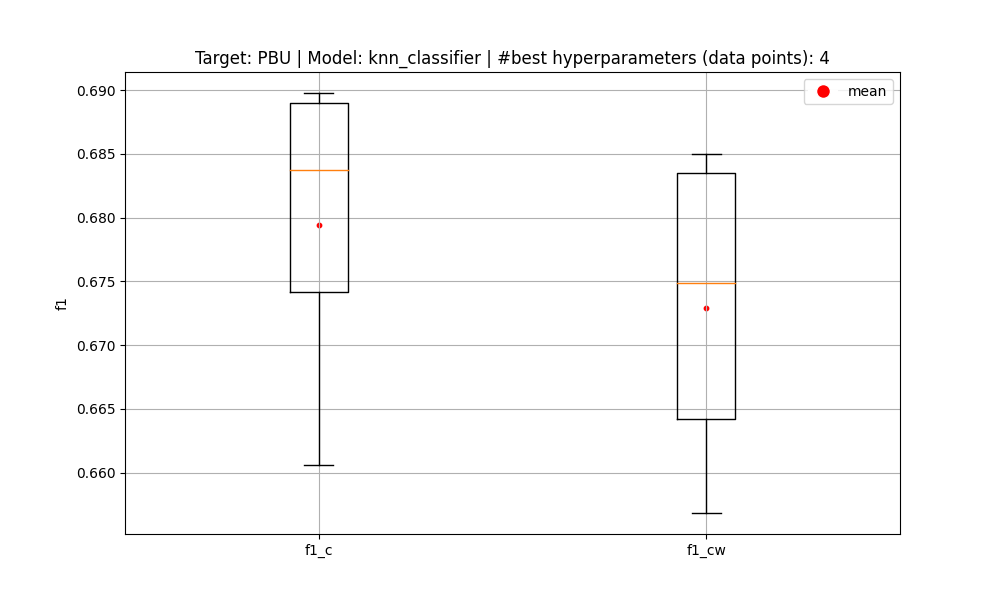 Target: PBU | Model: knn_classifier | #best hyperparameters (data points): 4
mean
0.690
0.685
0.680
0.675
0.670
0.665
0.660
f1
f1_c
f1_cw